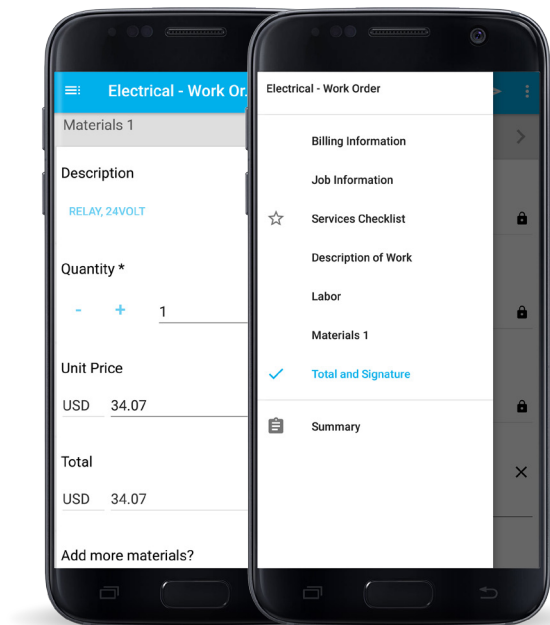 Electrical - Work Or..
Materials 1
Description
RELAY, 24VOLT
Quantity *
- + 1
Unit Price
USD 34.07
Total
USD 34.07
Add more materials?
Electrical - Work Order
Billing Information
Job Information
Services Checklist
Description of Work
Labor
Materials 1
Total and Signature
Summary